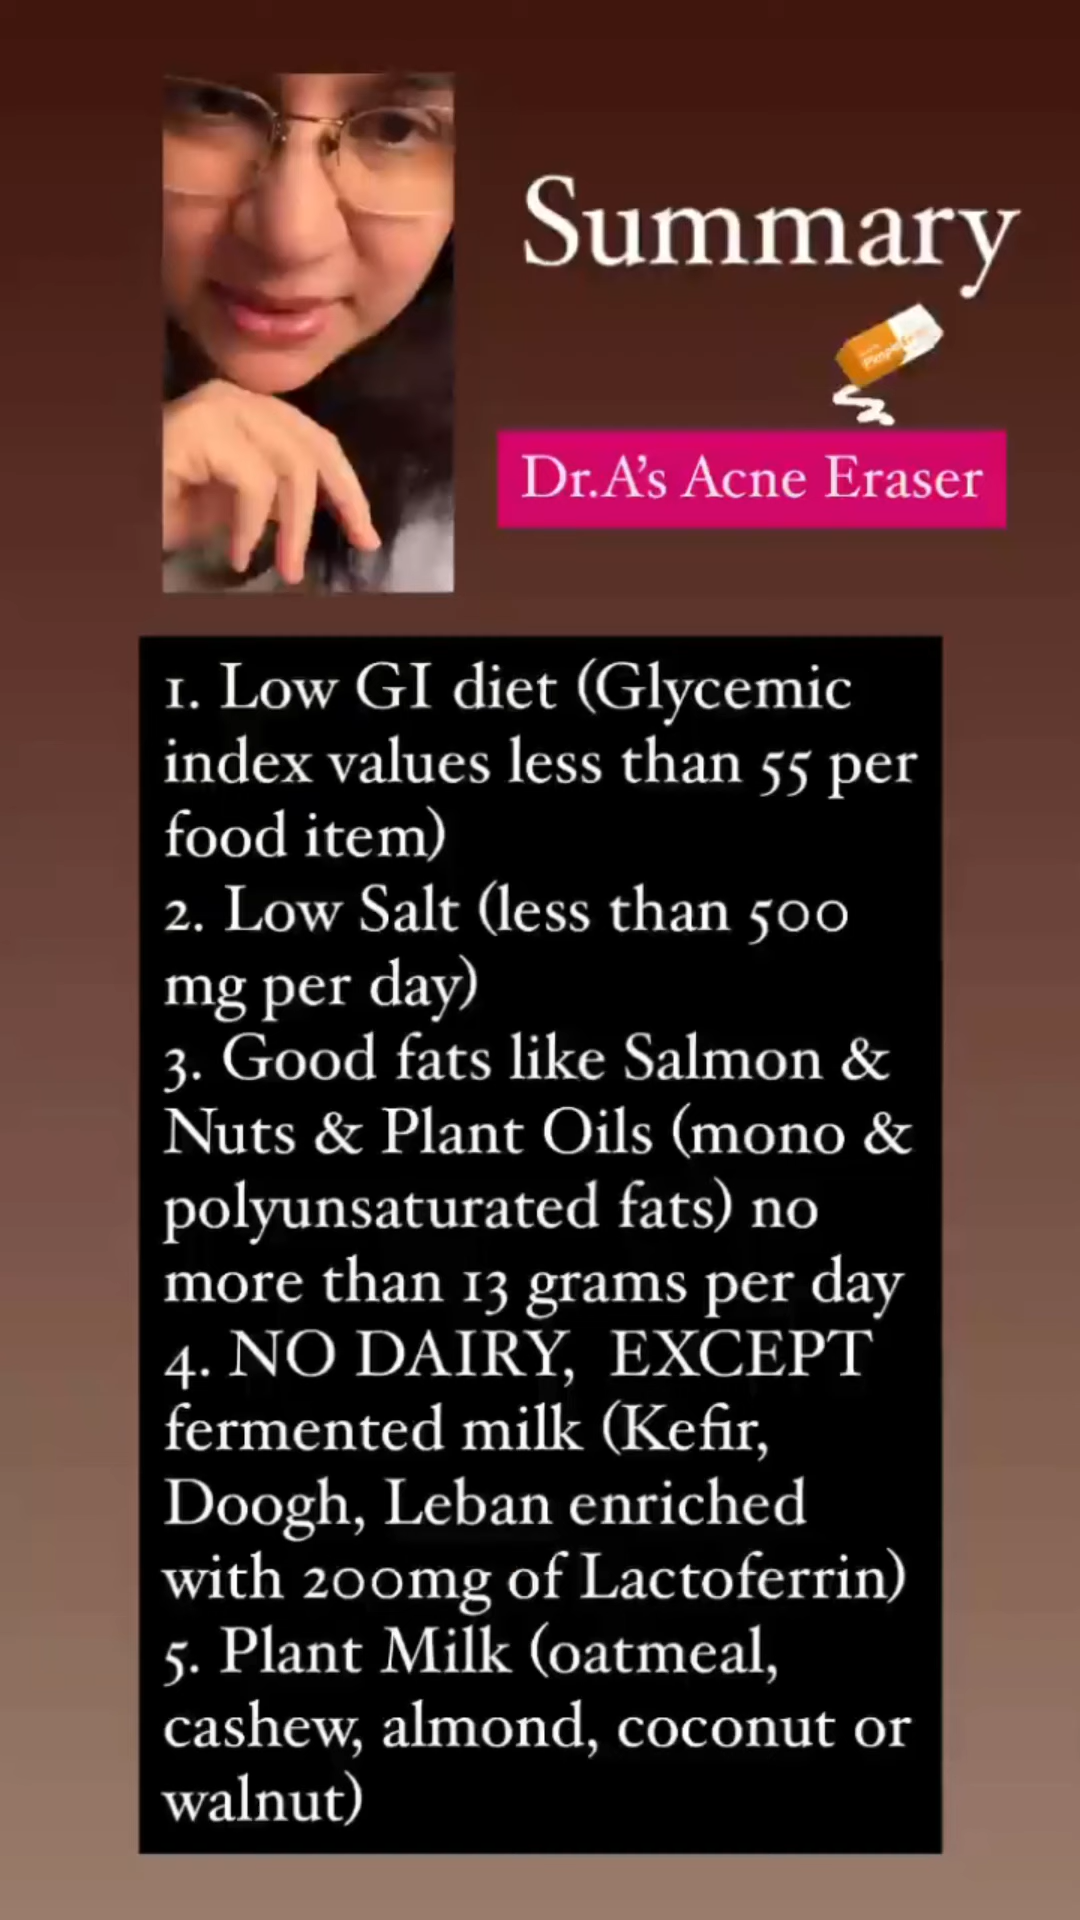 Summary
Dr.A's Acne Eraser
1. Low GI diet (Glycemic
index values less than 55 per
food item)
2. Low Salt (less than 500
mg per day)
3. Good fats like Salmon &
Nuts & Plant Oils (mono &
polyunsaturated fats) no
more than 13 grams per day
4. NO DAIRY,  EXCEPT
fermented milk (Kefir,
Doogh, Leban enriched
with 200mg of Lactoferrin)
5. Plant Milk (oatmeal,
cashew, almond, coconut or
walnut)